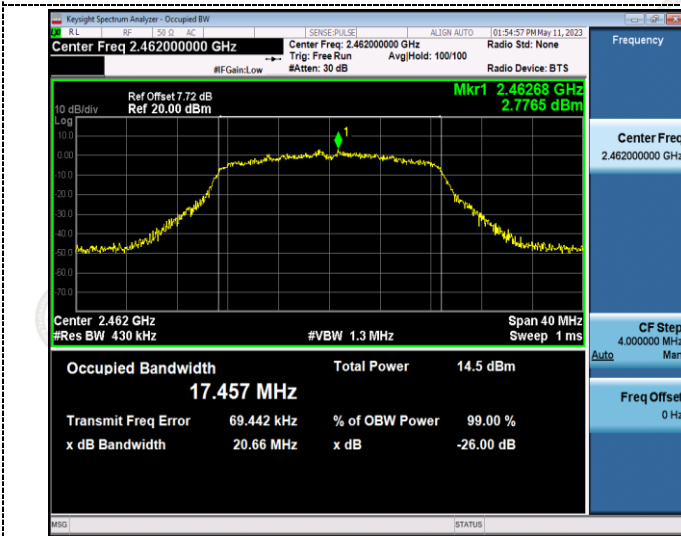 Keysight Spectrum Analyzer - Occupied BW
RL RF 50 Ω AC SENSE:PULSE ALIGN AUTO 01:54:57 PM May 11, 2023
Center Freq 2.462000000 GHz
Center Freq: 2.462000000 GHz
Radio Std: None
Trig: Free Run Avg|Hold: 100/100
#IFGain:Low
#Atten: 30 dB
Radio Device: BTS
Frequency
Ref Offset 7.72 dB
Ref 20.00 dBm
10 dB/div
Log
Mkr1 2.46268 GHz
2.7765 dBm
1
10.0
0.00
-10.0
-20.0
-30.0
-40.0
-50.0
-60.0
-70.0
Center 2.462 GHz
Span 40 MHz
#Res BW 430 kHz
#VBW 1.3 MHz
Sweep 1 ms
Occupied Bandwidth
17.457 MHz
Total Power 14.5 dBm
Transmit Freq Error 69.442 kHz
% of OBW Power 99.00 %
x dB Bandwidth 20.66 MHz
x dB -26.00 dB
Center Freq
2.462000000 GHz
CF Step
4.000000 MHz
Auto Man
Freq Offset
0 Hz
MSG
STATUS